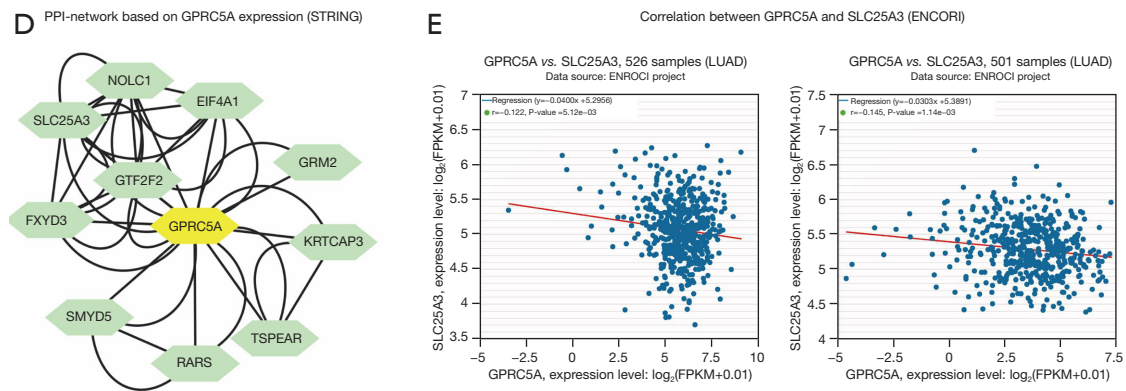 D
PPI-network based on GPRC5A expression (STRING)
NOLC1
EIF4A1
SLC25A3
GRM2
GTF2F2
FXYD3
GPRC5A
KRTCAP3
SMYD5
TSPEAR
RARS
E
Correlation between GPRC5A and SLC25A3 (ENCORI)
GPRC5A vs. SLC25A3, 526 samples (LUAD)
Data source: ENROCI project
Regression (y=−0.0400x +5.2956)
r=−0.122, P-value =5.12e−03
SLC25A3, expression level: log2(FPKM+0.01)
7
6.5
6
5.5
5
4.5
4
3.5
−5 −2.5 0 2.5 5 7.5 10
GPRC5A, expression level: log2(FPKM+0.01)
GPRC5A vs. SLC25A3, 501 samples (LUAD)
Data source: ENROCI project
Regression (y=−0.0303x +5.3891)
r=−0.145, P-value =1.14e−03
SLC25A3, expression level: log2(FPKM+0.01)
7.5
7
6.5
6
5.5
5
4.5
4
−5 −2.5 0 2.5 5 7.5
GPRC5A, expression level: log2(FPKM+0.01)